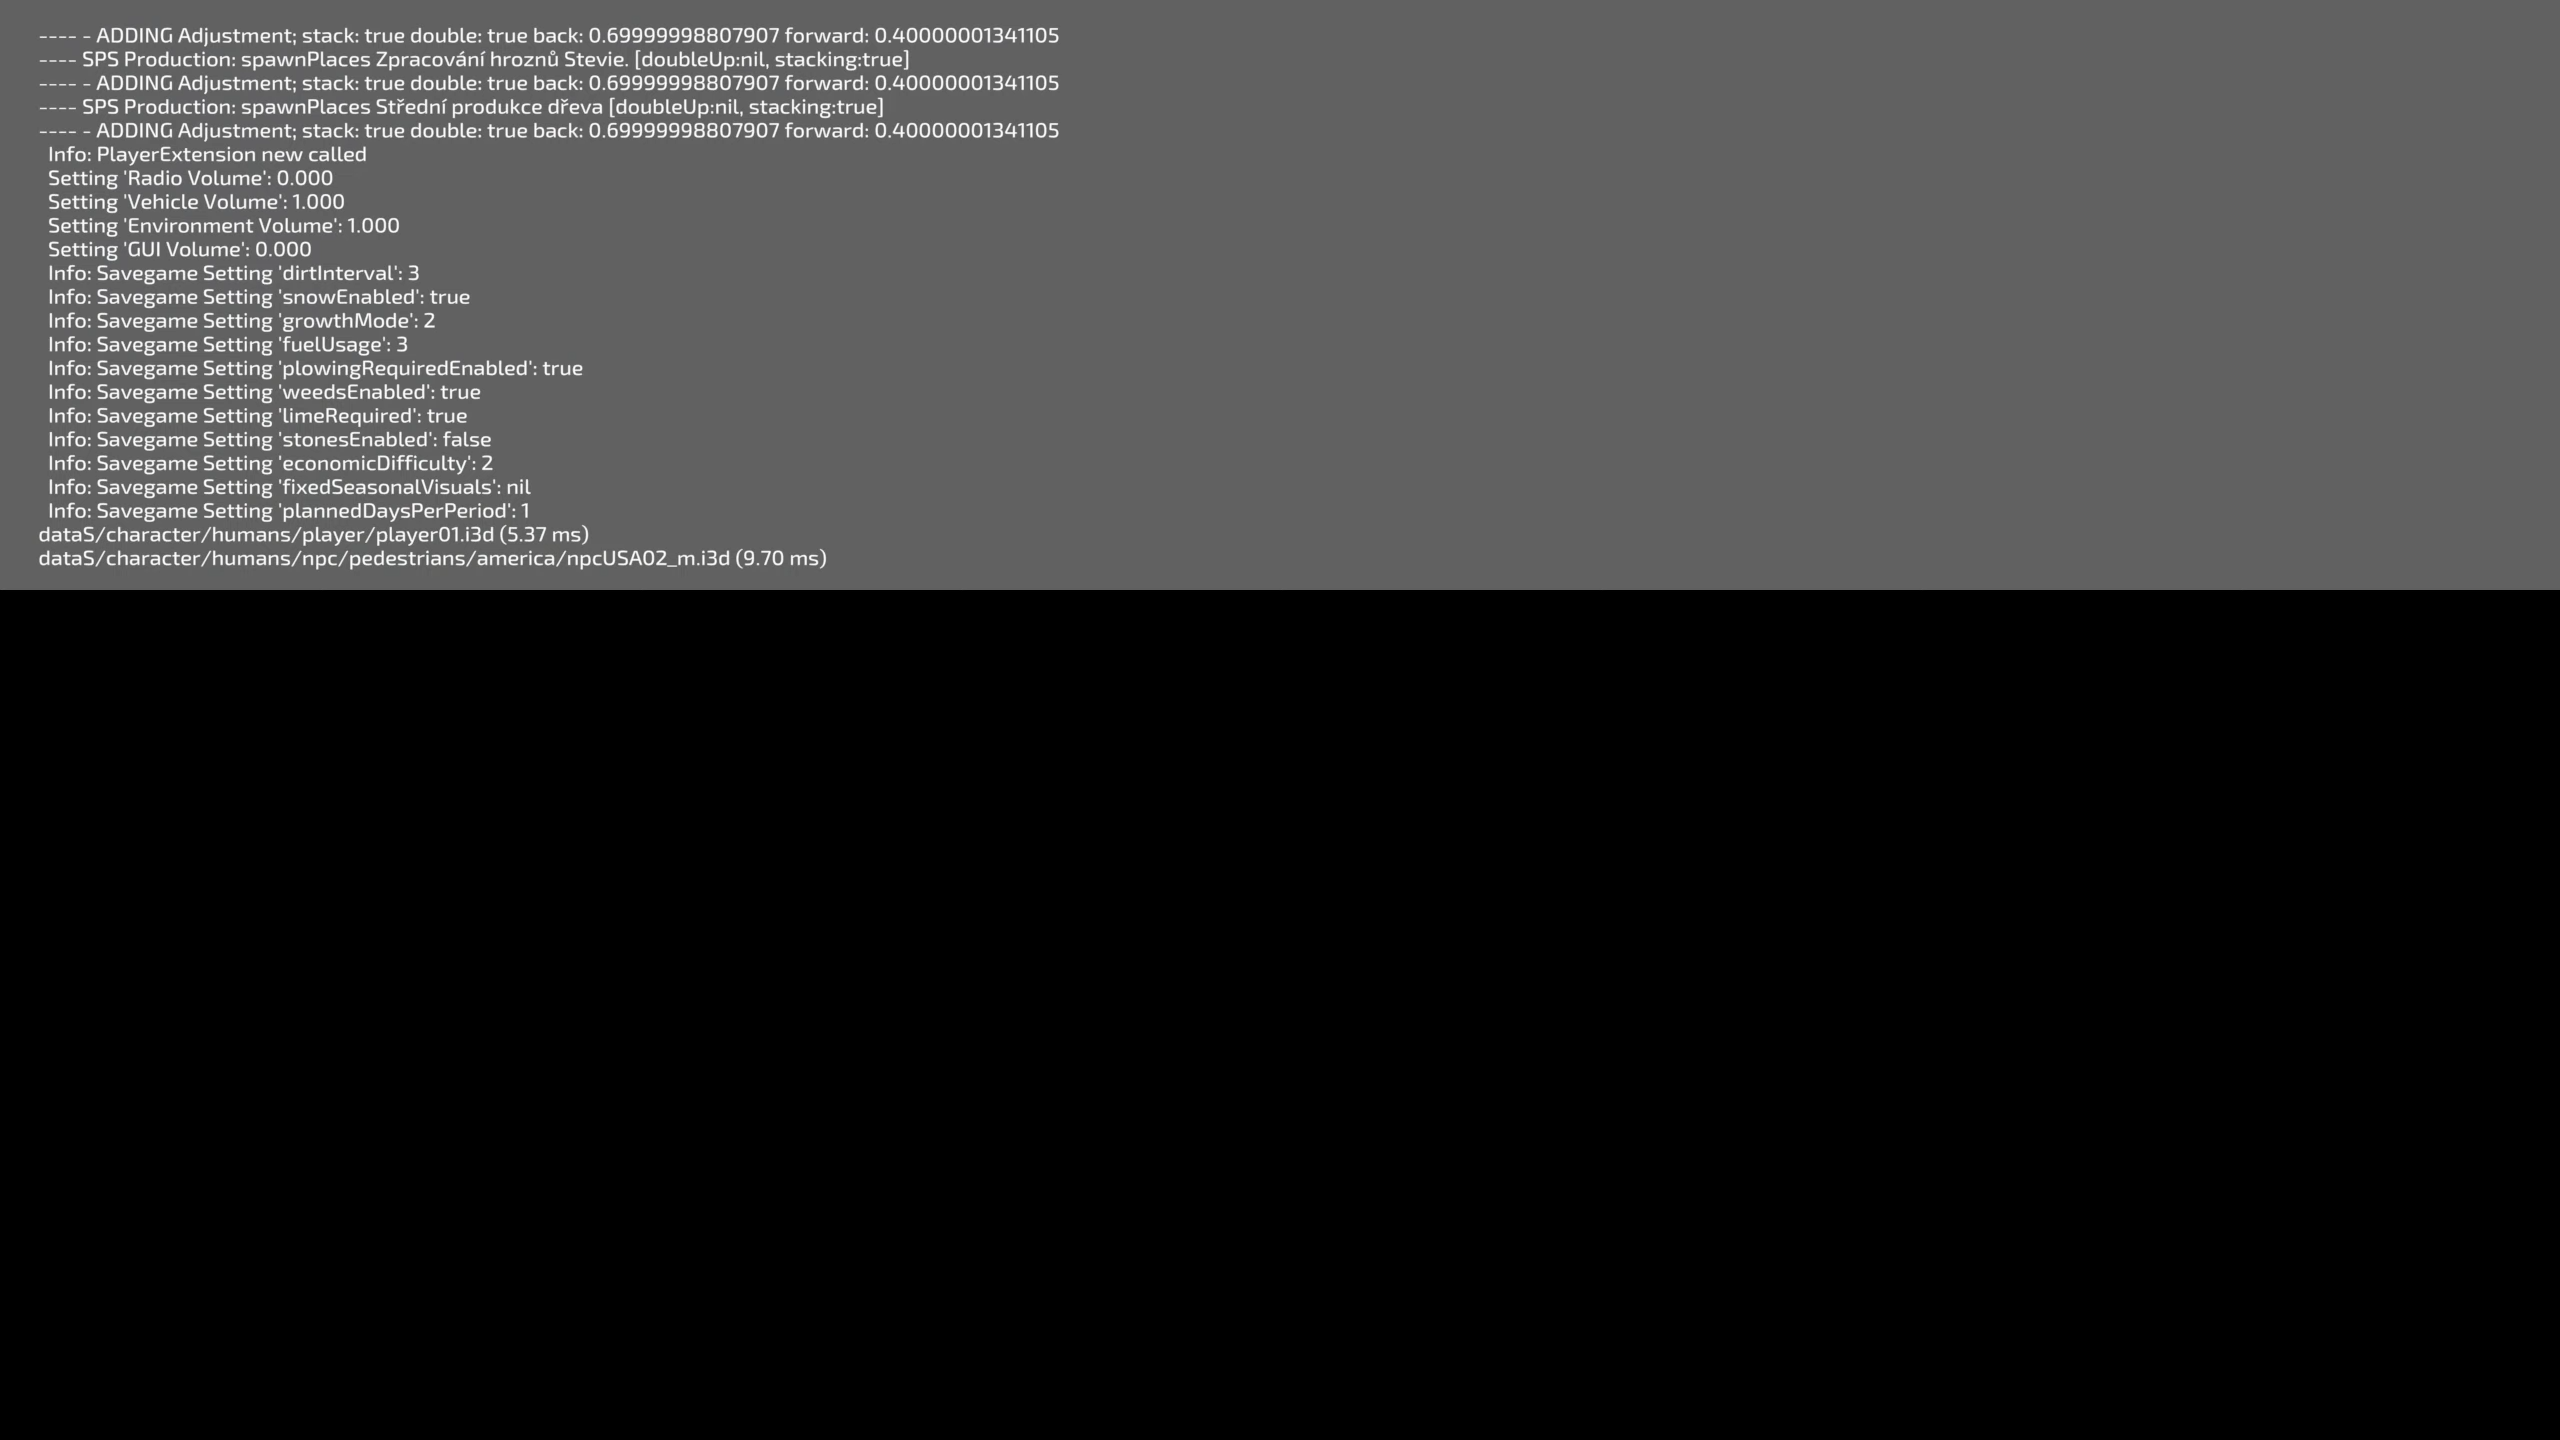 ---- - ADDING Adjustment; stack: true double: true back: 0.69999998807907 forward: 0.40000001341105
---- SPS Production: spawnPlaces Zpracování hroznů Stevie. [doubleUp:nil, stacking:true]
---- - ADDING Adjustment; stack: true double: true back: 0.69999998807907 forward: 0.40000001341105
---- SPS Production: spawnPlaces Střední produkce dřeva [doubleUp:nil, stacking:true]
---- - ADDING Adjustment; stack: true double: true back: 0.69999998807907 forward: 0.40000001341105
Info: PlayerExtension new called
Setting 'Radio Volume': 0.000
Setting 'Vehicle Volume': 1.000
Setting 'Environment Volume': 1.000
Setting 'GUI Volume': 0.000
Info: Savegame Setting 'dirtInterval': 3
Info: Savegame Setting 'snowEnabled': true
Info: Savegame Setting 'growthMode': 2
Info: Savegame Setting 'fuelUsage': 3
Info: Savegame Setting 'plowingRequiredEnabled': true
Info: Savegame Setting 'weedsEnabled': true
Info: Savegame Setting 'limeRequired': true
Info: Savegame Setting 'stonesEnabled': false
Info: Savegame Setting 'economicDifficulty': 2
Info: Savegame Setting 'fixedSeasonalVisuals': nil
Info: Savegame Setting 'plannedDaysPerPeriod': 1
dataS/character/humans/player/player01.i3d (5.37 ms)
dataS/character/humans/npc/pedestrians/america/npcUSA02_m.i3d (9.70 ms)